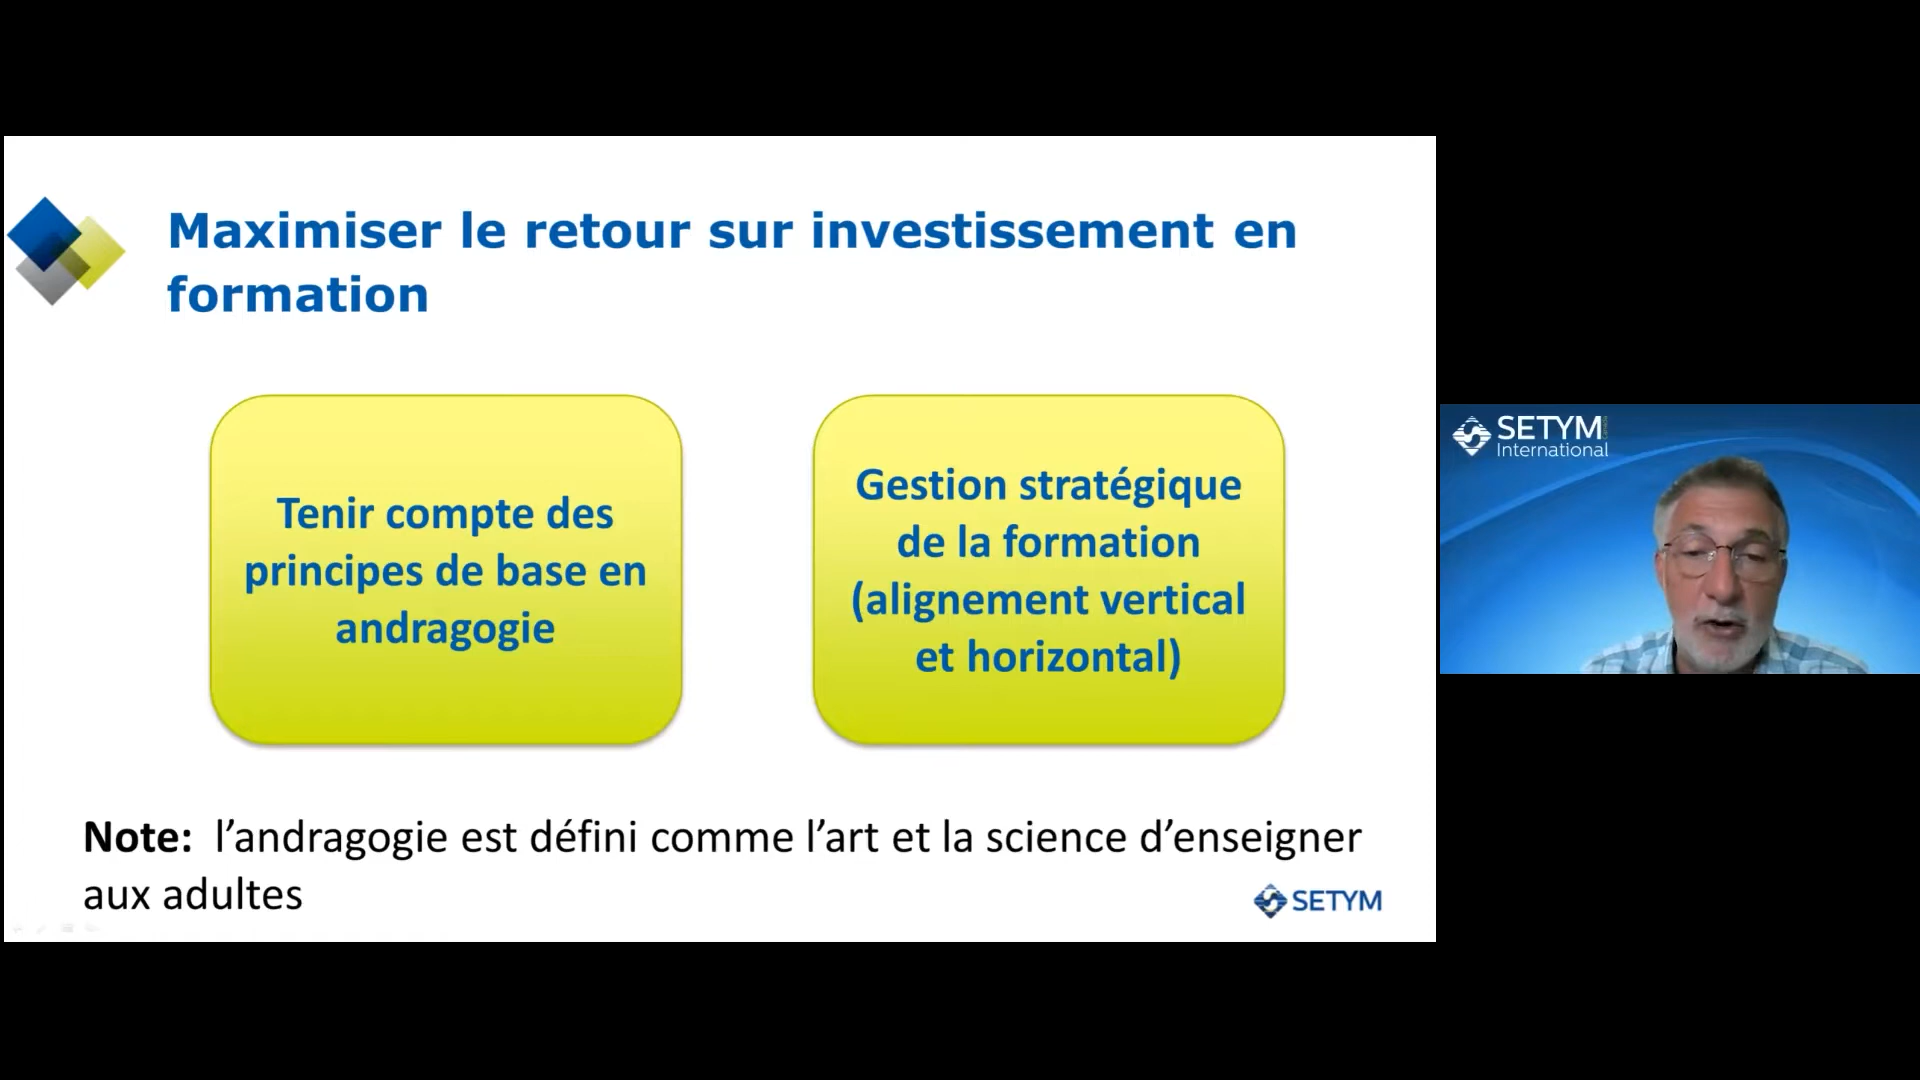 Maximiser le retour sur investissement en
formation
Tenir compte des
principes de base en
andragogie
Gestion stratégique
de la formation
(alignement vertical
et horizontal)
Note: l’andragogie est défini comme l’art et la science d’enseigner
aux adultes
SETYM
SETYM
International